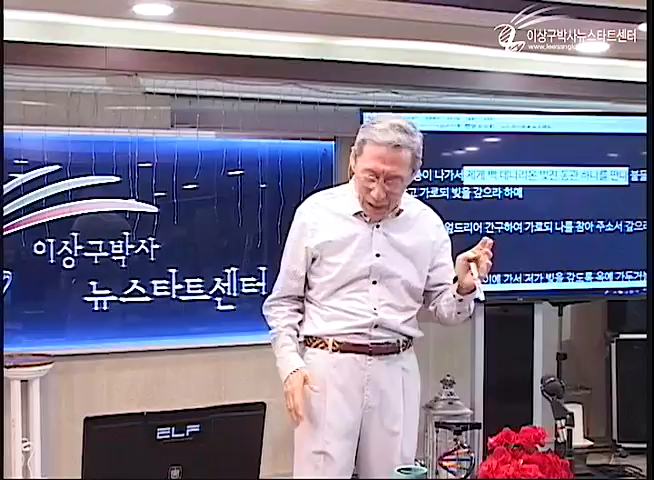 이상구박사뉴스타트센터
이 나가서 제게 백 데나리온 빚진 동관 하나를 만나 붙들
고 가로되 빚을 갚으라 하매
엎드리어 간구하여 가로되 나를 참아 주소서 갚으
에 가서 저가 빚을 갚도록 옥에 가두거늘
이상구박사
뉴스타트센터
ELF